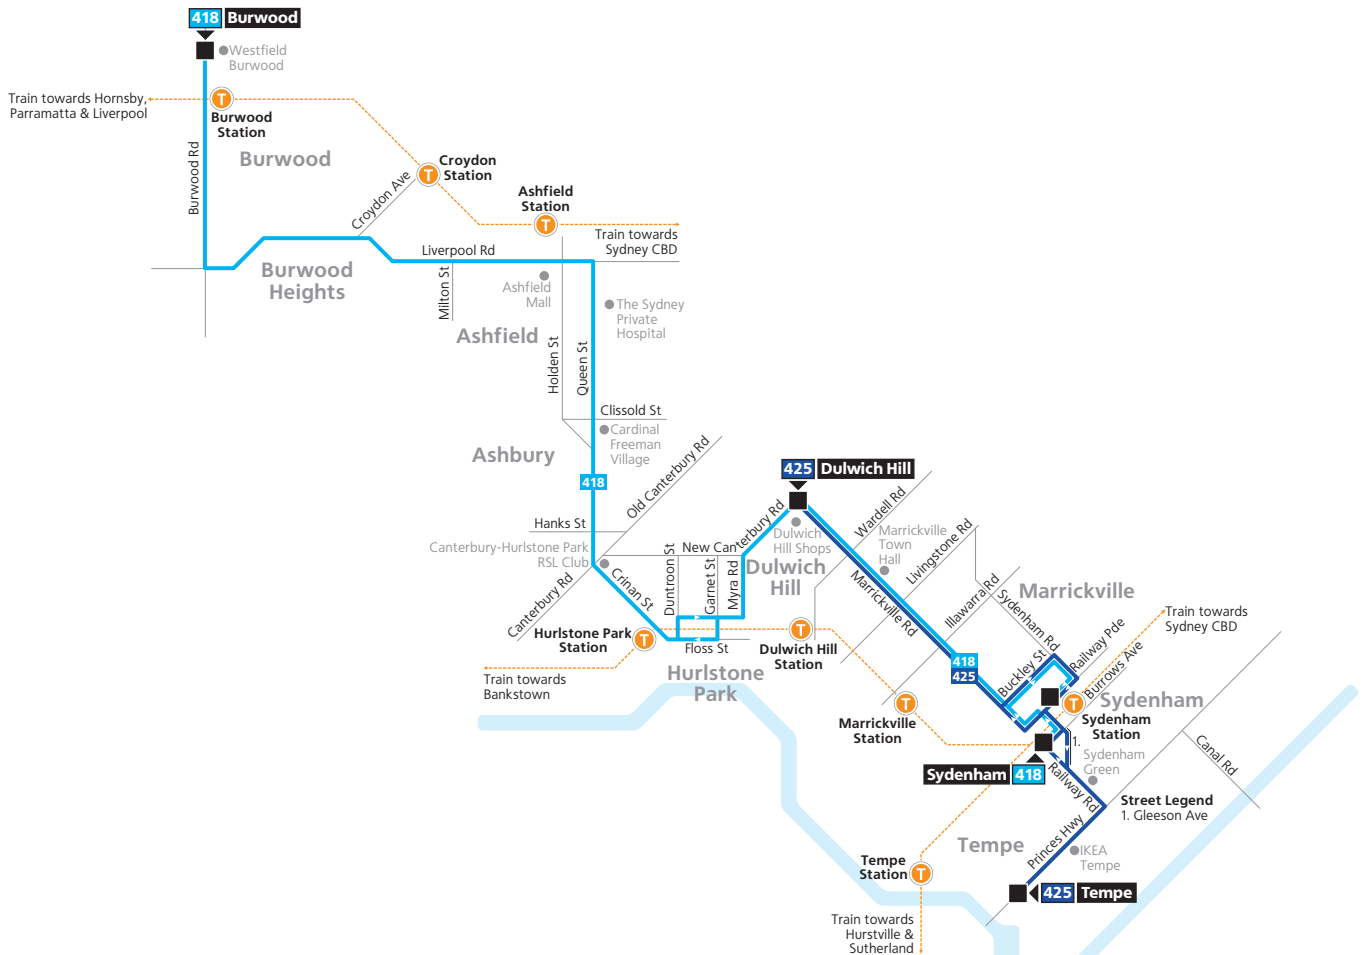 418 Burwood
Westfield
Burwood
Train towards Hornsby,
Parramatta & Liverpool
T
Burwood
Station
Burwood Rd
Burwood
T
Croydon
Station
Croydon Ave
Ashfield
Station
T
Train towards
Sydney CBD
Liverpool Rd
Burwood
Heights
Milton St
Ashfield
Mall
The Sydney
Private
Hospital
Ashfield
Holden St
Queen St
Clissold St
Cardinal
Freeman
Village
Ashbury
418
Old Canterbury Rd
Hanks St
Canterbury-Hurlstone Park
RSL Club
Canterbury Rd
Crinan St
Duntroon St
New Canterbury Rd
Garnet St
Myra Rd
425 Dulwich Hill
Dulwich
Hill Shops
Dulwich
Hill
Wardell Rd
Marrickville
Town
Hall
Livingstone Rd
Marrickville Rd
Illawarra Rd
Marrickville
Sydenham Rd
Train towards
Sydney CBD
Hurlstone Park
Station
T
Floss St
T
Dulwich Hill
Station
Train towards
Bankstown
Hurlstone
Park
418
425
Buckley St
Railway Pde
Burrows Ave
Sydenham
T
Sydenham
Station
T
Marrickville
Station
1.
Sydenham
Green
Canal Rd
Sydenham 418
Railway Rd
Street Legend
1. Gleeson Ave
Tempe
Princes Hwy
IKEA
Tempe
Tempe
Station
T
425 Tempe
Train towards
Hurstville &
Sutherland